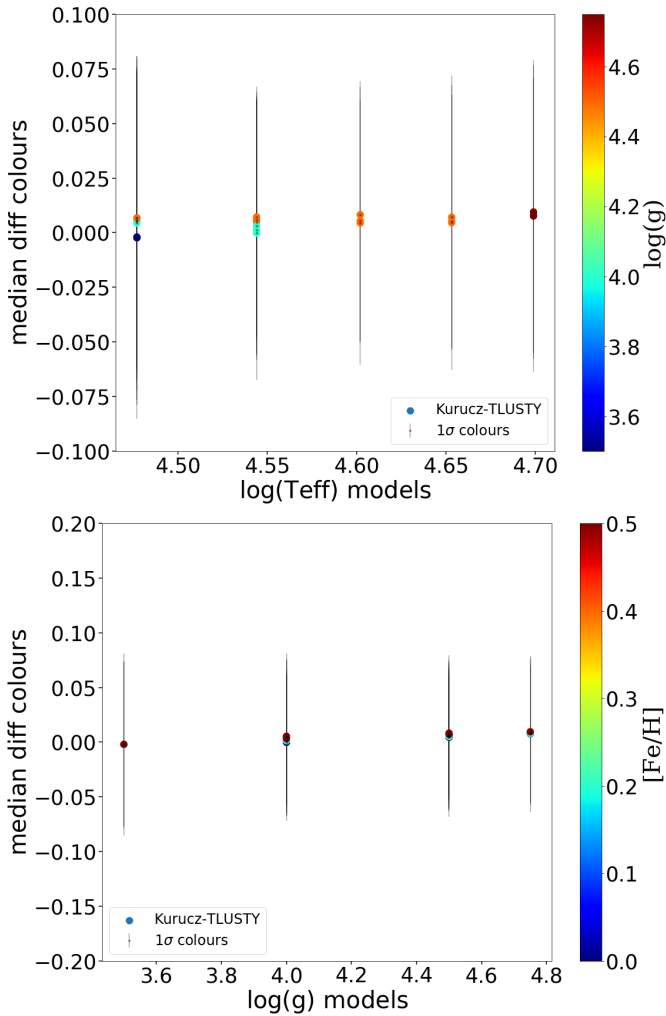 0.100
0.075
0.050
0.025
0.000
−0.025
−0.050
−0.075
−0.100
median diff colours
4.50 4.55 4.60 4.65 4.70
log(Teff) models
Kurucz-TLUSTY
1σ colours
4.6
4.4
4.2
4.0
3.8
3.6
log(g)
0.20
0.15
0.10
0.05
0.00
−0.05
−0.10
−0.15
−0.20
median diff colours
3.6 3.8 4.0 4.2 4.4 4.6 4.8
log(g) models
Kurucz-TLUSTY
1σ colours
0.5
0.4
0.3
0.2
0.1
0.0
[Fe/H]